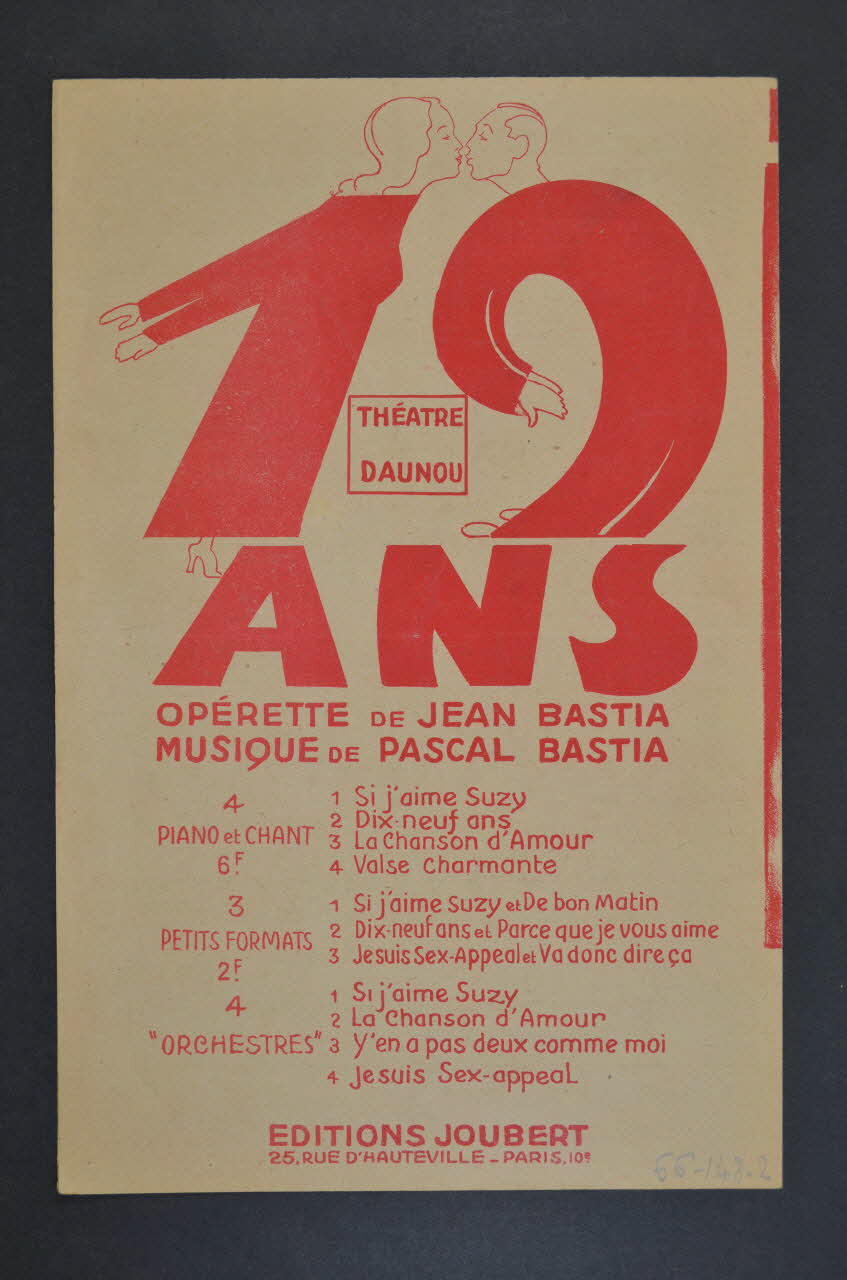 19
THÉATRE
DAUNOU
ANS
OPÉRETTE DE JEAN BASTIA
MUSIQUE DE PASCAL BASTIA
4
PIANO et CHANT
6F.
1 Si j'aime Suzy
2 Dix-neuf ans
3 La Chanson d'Amour
4 Valse Charmante
3
PETITS FORMATS
2F
1 Si j'aime Suzy et De bon Matin
2 Dix-neuf ans et Parce que je vous aime
3 Je suis Sex-Appeal et Va donc dire ça
4
"ORCHESTRES"
1 Si j'aime Suzy
2 La Chanson d'Amour
3 Y'en a pas deux comme moi
4 Je suis Sex-appeal
EDITIONS JOUBERT
25, RUE D'HAUTEVILLE - PARIS, 10e
66-148.2